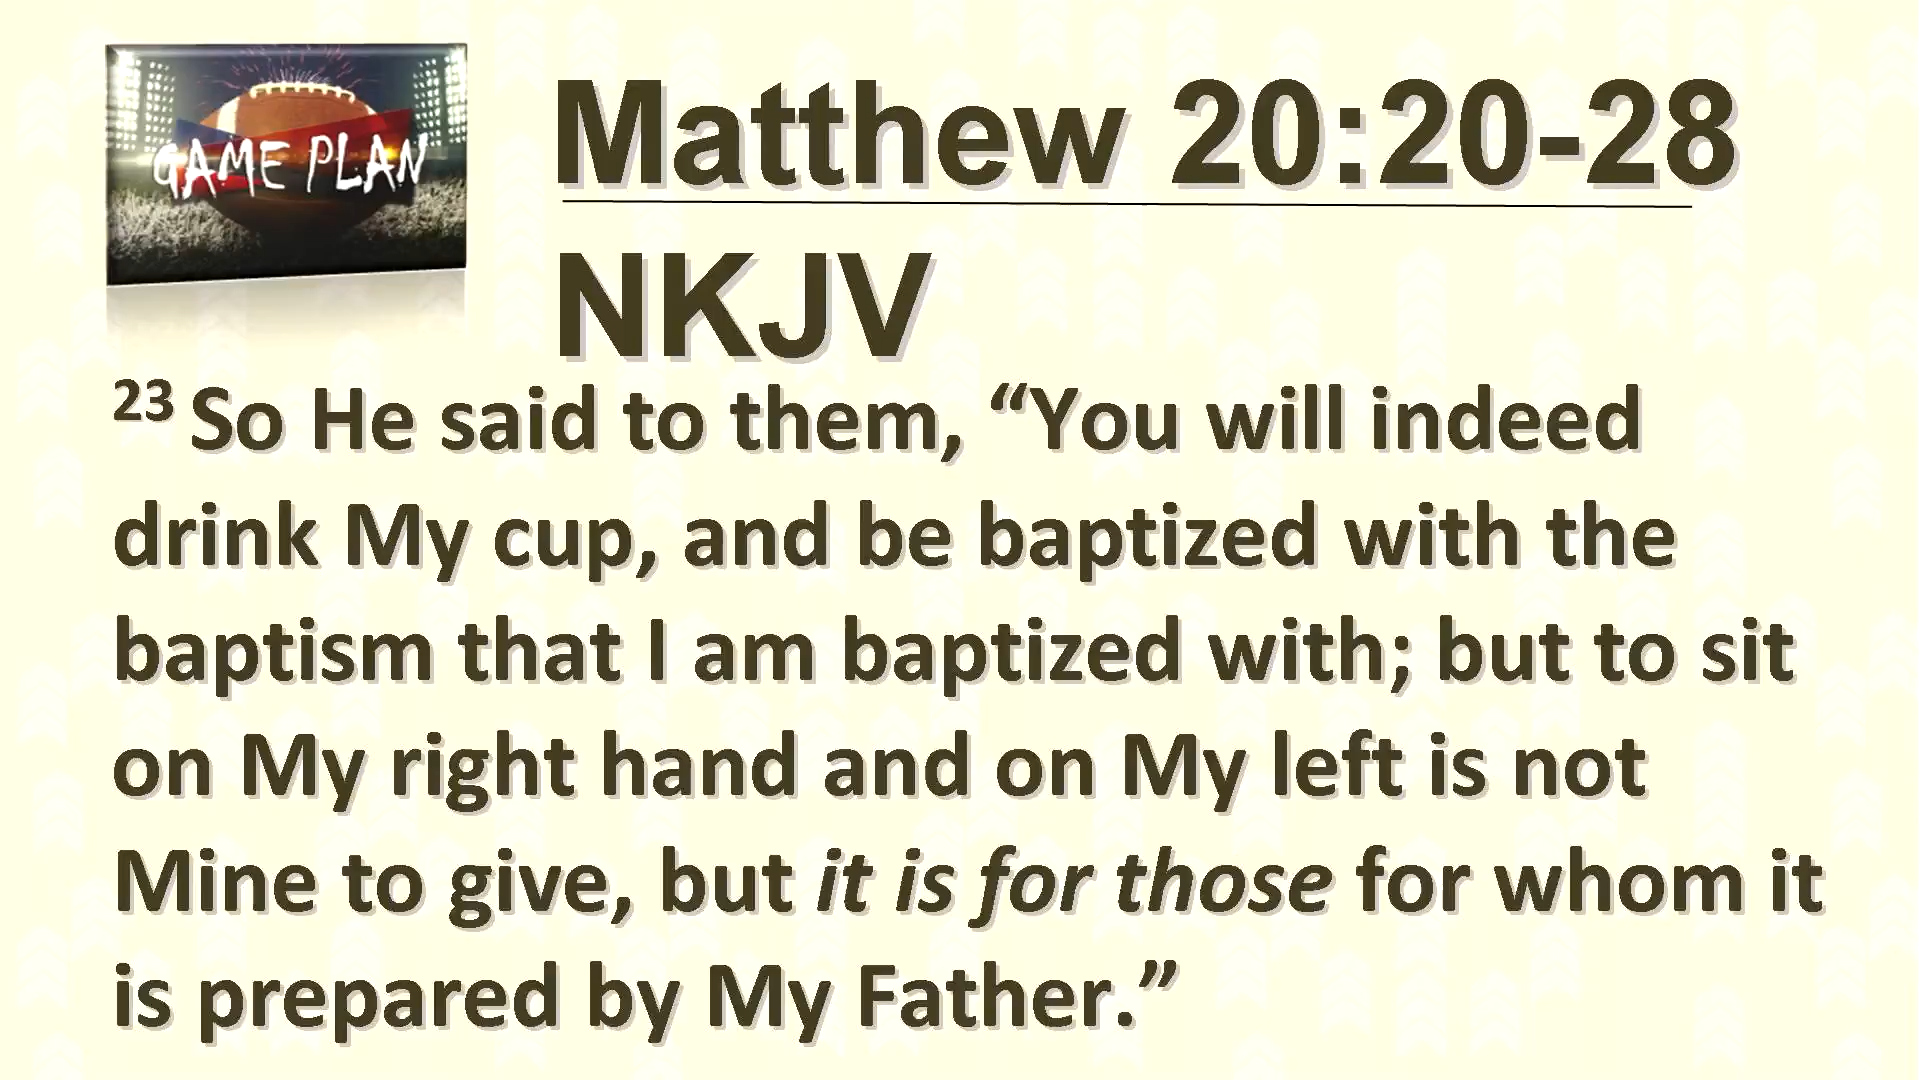 GAME PLAN
Matthew 20:20-28
NKJV
23 So He said to them, “You will indeed
drink My cup, and be baptized with the
baptism that I am baptized with; but to sit
on My right hand and on My left is not
Mine to give, but it is for those for whom it
is prepared by My Father.”